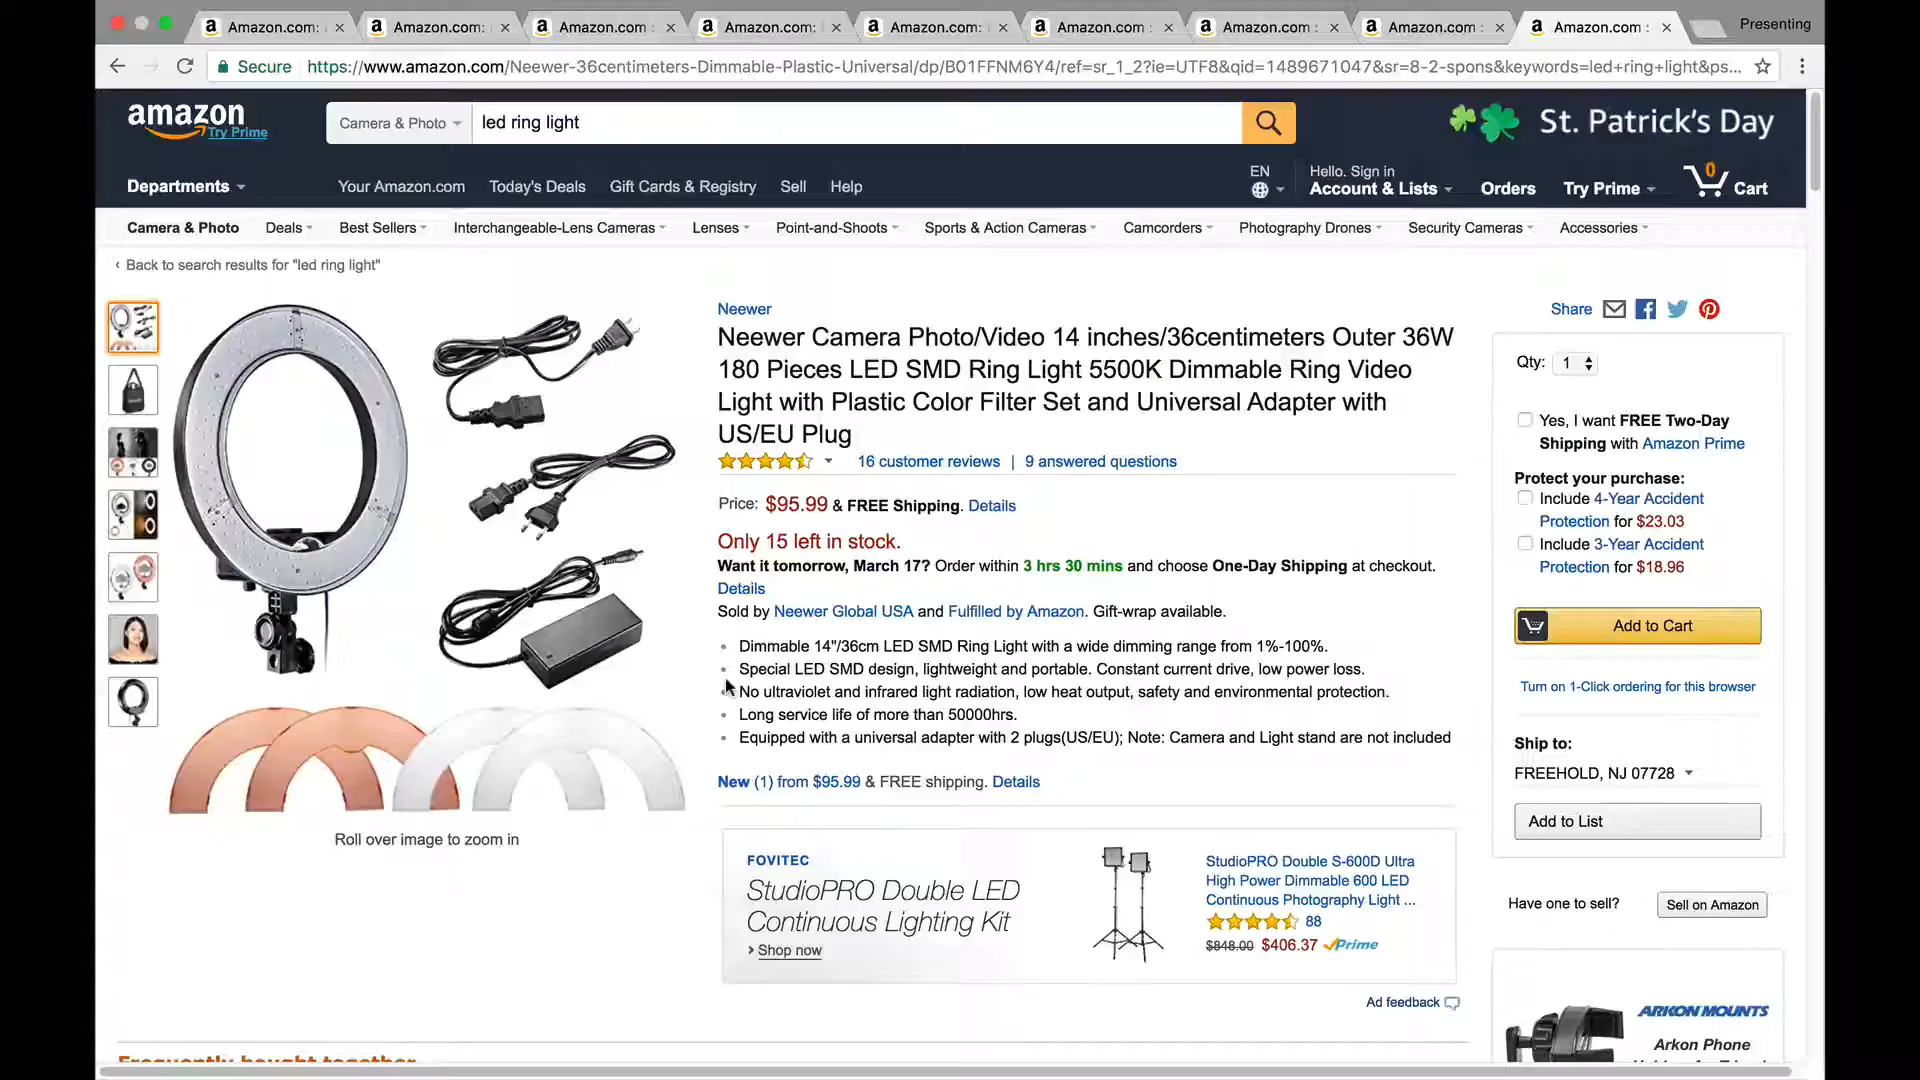 Amazon.com: Amazon.com: Amazon.com : Amazon.com: Amazon.com: Amazon.com : Amazon.com : Amazon.com : Amazon.com : Presenting
Secure https://www.amazon.com/Neewer-36centimeters-Dimmable-Plastic-Universal/dp/B01FFNM6Y4/ref=sr_1_2?ie=UTF8&qid=1489671047&sr=8-2-spons&keywords=led+ring+light&ps...
amazon
Try Prime
Camera & Photo led ring light
St. Patrick's Day
Departments Your Amazon.com Today's Deals Gift Cards & Registry Sell Help
EN Hello. Sign in
Account & Lists Orders Try Prime 0 Cart
Camera & Photo Deals Best Sellers Interchangeable-Lens Cameras Lenses Point-and-Shoots Sports & Action Cameras Camcorders Photography Drones Security Cameras Accessories
‹ Back to search results for "led ring light"
Neewer
Neewer Camera Photo/Video 14 inches/36centimeters Outer 36W
180 Pieces LED SMD Ring Light 5500K Dimmable Ring Video
Light with Plastic Color Filter Set and Universal Adapter with
US/EU Plug
16 customer reviews | 9 answered questions
Price: $95.99 & FREE Shipping. Details
Only 15 left in stock.
Want it tomorrow, March 17? Order within 3 hrs 30 mins and choose One-Day Shipping at checkout.
Details
Sold by Neewer Global USA and Fulfilled by Amazon. Gift-wrap available.
Dimmable 14"/36cm LED SMD Ring Light with a wide dimming range from 1%-100%.
Special LED SMD design, lightweight and portable. Constant current drive, low power loss.
No ultraviolet and infrared light radiation, low heat output, safety and environmental protection.
Long service life of more than 50000hrs.
Equipped with a universal adapter with 2 plugs(US/EU); Note: Camera and Light stand are not included
New (1) from $95.99 & FREE shipping. Details
Roll over image to zoom in
FOVITEC
StudioPRO Double LED
Continuous Lighting Kit
› Shop now
StudioPRO Double S-600D Ultra
High Power Dimmable 600 LED
Continuous Photography Light ...
88
$848.00 $406.37 Prime
Ad feedback
Frequently bought together
Share
Qty: 1
Yes, I want FREE Two-Day
Shipping with Amazon Prime
Protect your purchase:
Include 4-Year Accident
Protection for $23.03
Include 3-Year Accident
Protection for $18.96
Add to Cart
Turn on 1-Click ordering for this browser
Ship to:
FREEHOLD, NJ 07728
Add to List
Have one to sell? Sell on Amazon
ARKON MOUNTS
Arkon Phone